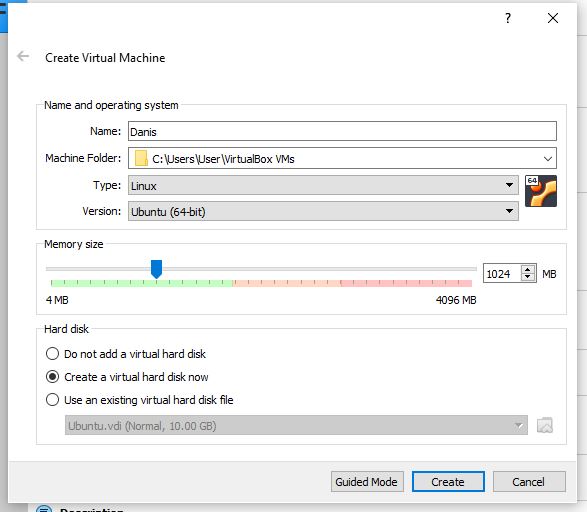 ?
Create Virtual Machine
Name and operating system
Name: Danis
Machine Folder: C:\Users\User\VirtualBox VMs
Type: Linux
64
Version: Ubuntu (64-bit)
Memory size
1024 MB
4 MB 4096 MB
Hard disk
Do not add a virtual hard disk
Create a virtual hard disk now
Use an existing virtual hard disk file
Ubuntu.vdi (Normal, 10.00 GB)
Guided Mode Create Cancel
Description